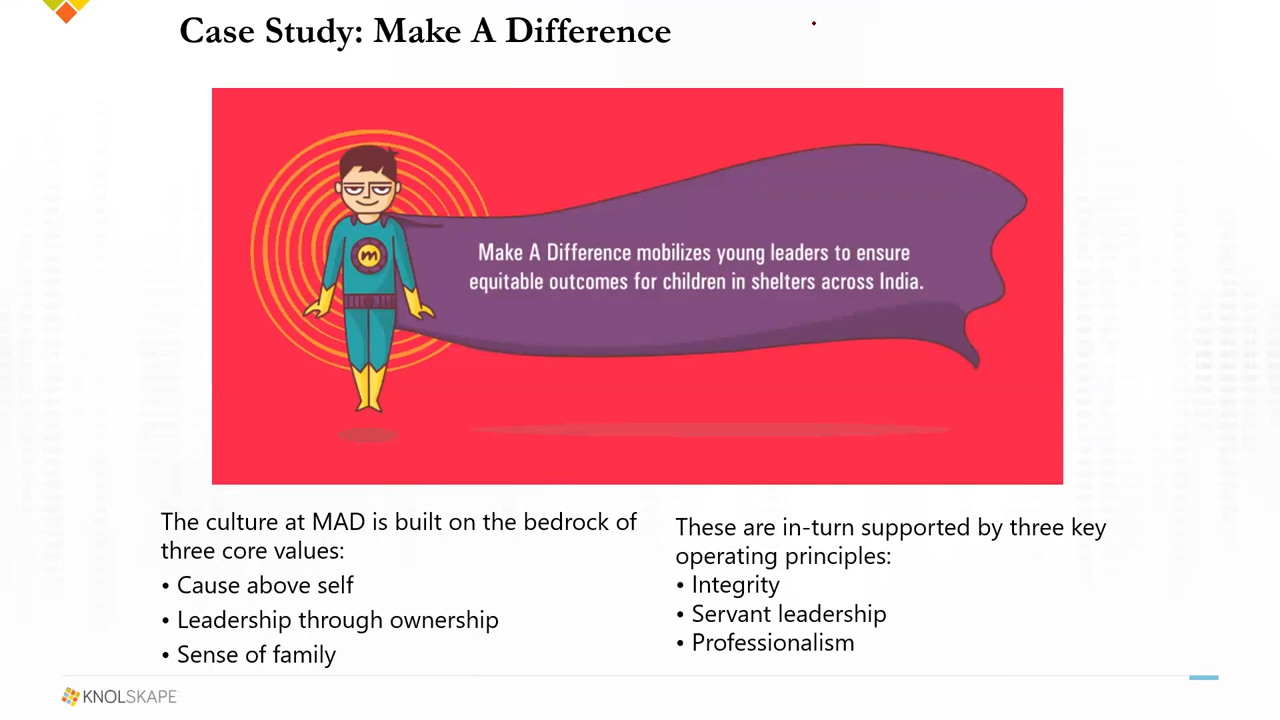 Case Study: Make A Difference
m
Make A Difference mobilizes young leaders to ensure
equitable outcomes for children in shelters across India.
The culture at MAD is built on the bedrock of
three core values:
• Cause above self
• Leadership through ownership
• Sense of family
These are in-turn supported by three key
operating principles:
• Integrity
• Servant leadership
• Professionalism
KNOLSKAPE